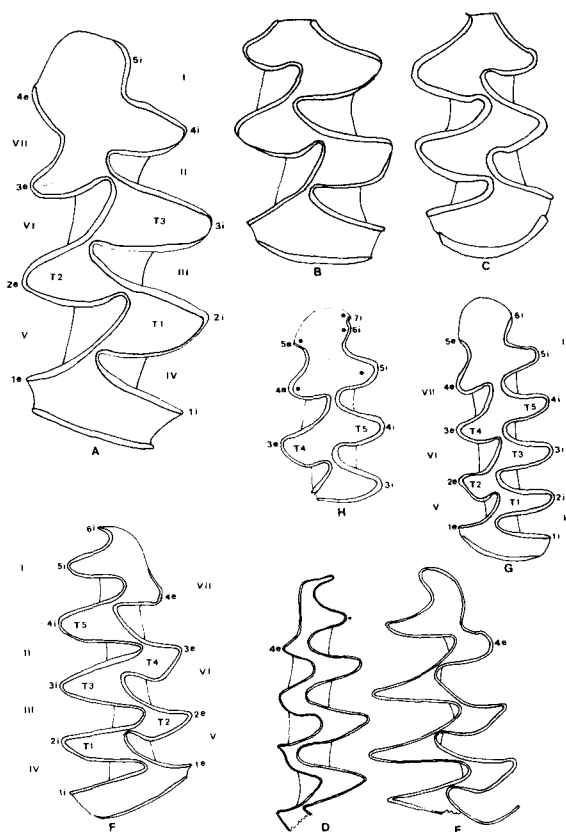 5i
I
4e
VII
4i
II
3e
T3
VI
3i
T2
III
2e
2i
T1
V
IV
1e
1i
A
B
C
7i
6i
5e
5i
4e
4i
T5
3e
T4
3i
H
6i
5e
I
5i
4e
VII
4i
T5
3e
T4
VI
T3
3i
2e
T2
V
T1
2i
1e
1i
G
6i
I
5i
VII
4e
4i
T5
II
T4
3e
3i
T3
VI
III
T2
2e
2i
T1
V
IV
1e
1i
F
4e
D
4e
E